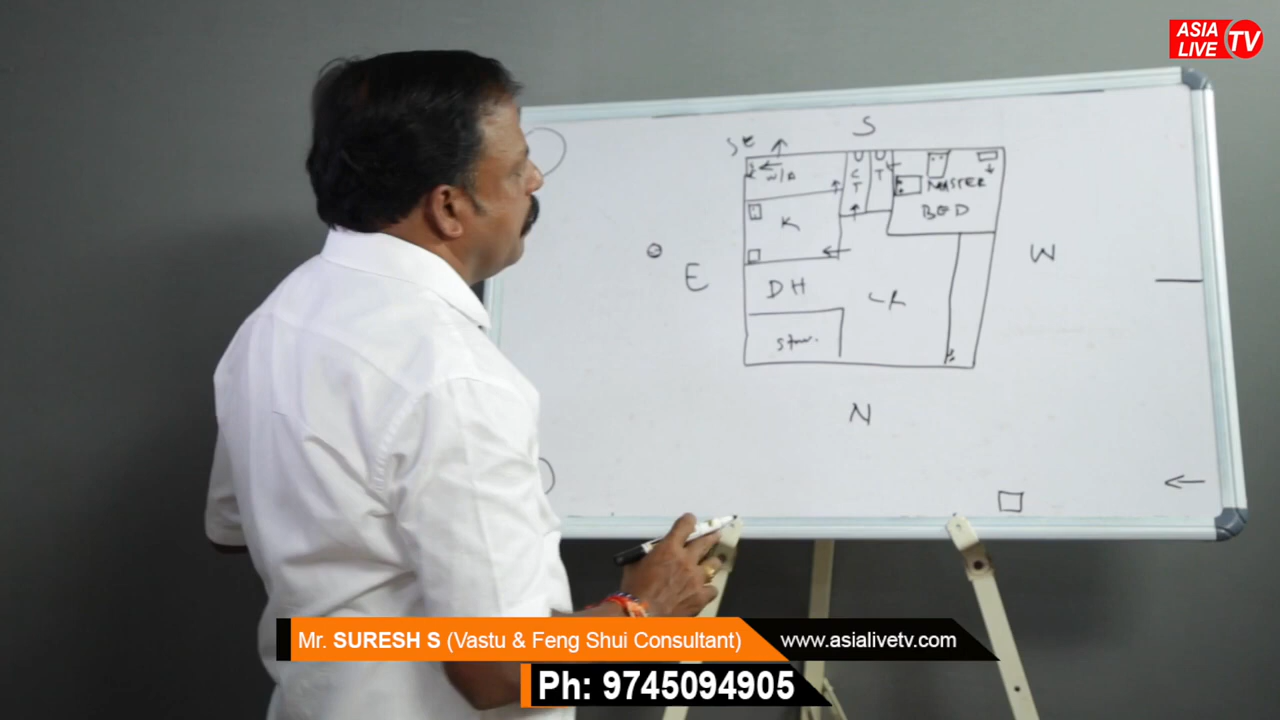 ASIA
LIVE TV
S
SE
W/A
C
T
T
MASTER
BED
K
E
W
DH
LR
Stor.
N
Mr. SURESH S (Vastu & Feng Shui Consultant)
www.asialivetv.com
Ph: 9745094905